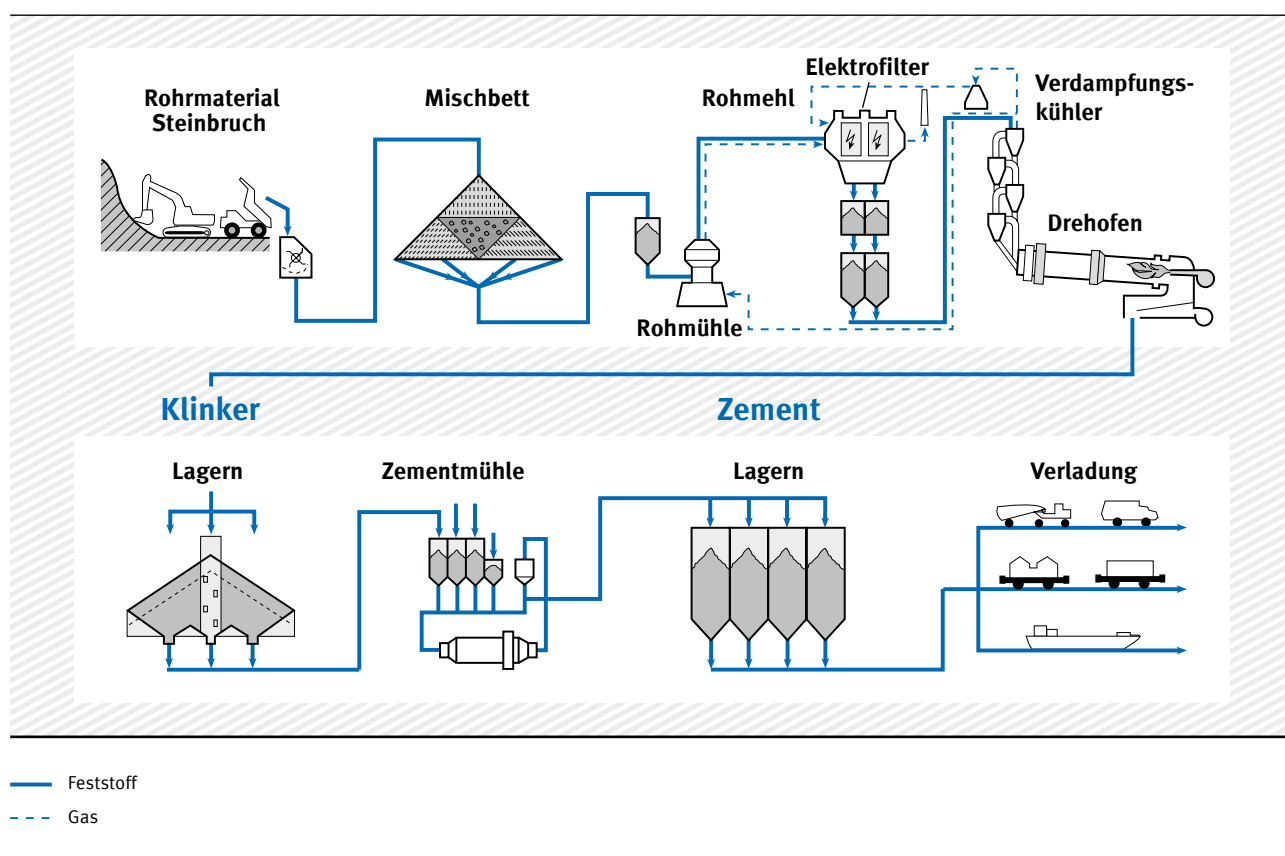 Rohrmaterial
Steinbruch
Mischbett
Rohmehl
Elektrofilter
Verdampfungs-
kühler
Drehofen
Rohmühle
Klinker
Zement
Lagern
Zementmühle
Lagern
Verladung
Feststoff
Gas